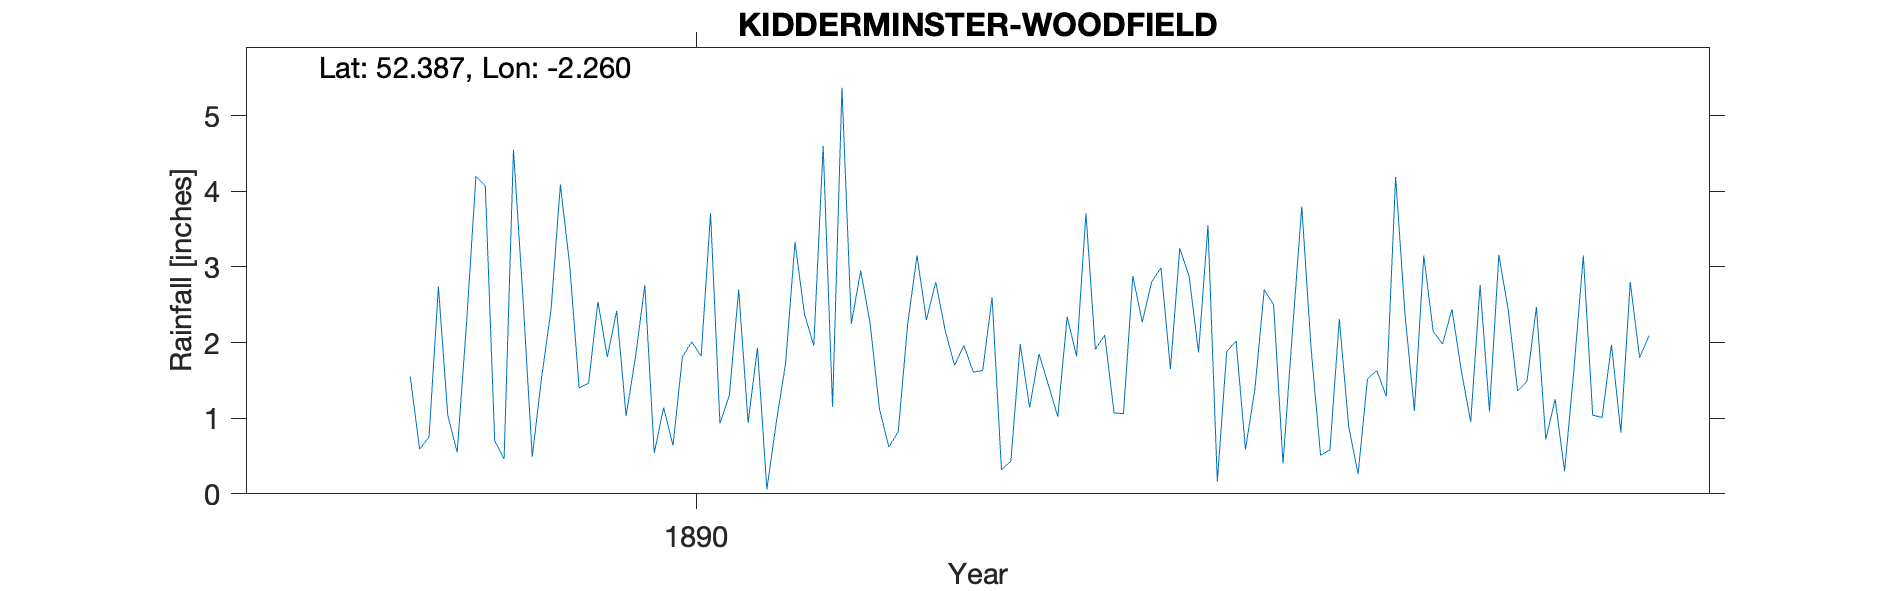 KIDDERMINSTER-WOODFIELD
Lat: 52.387, Lon: -2.260
5
4
3
2
1
0
Rainfall [inches]
1890
Year